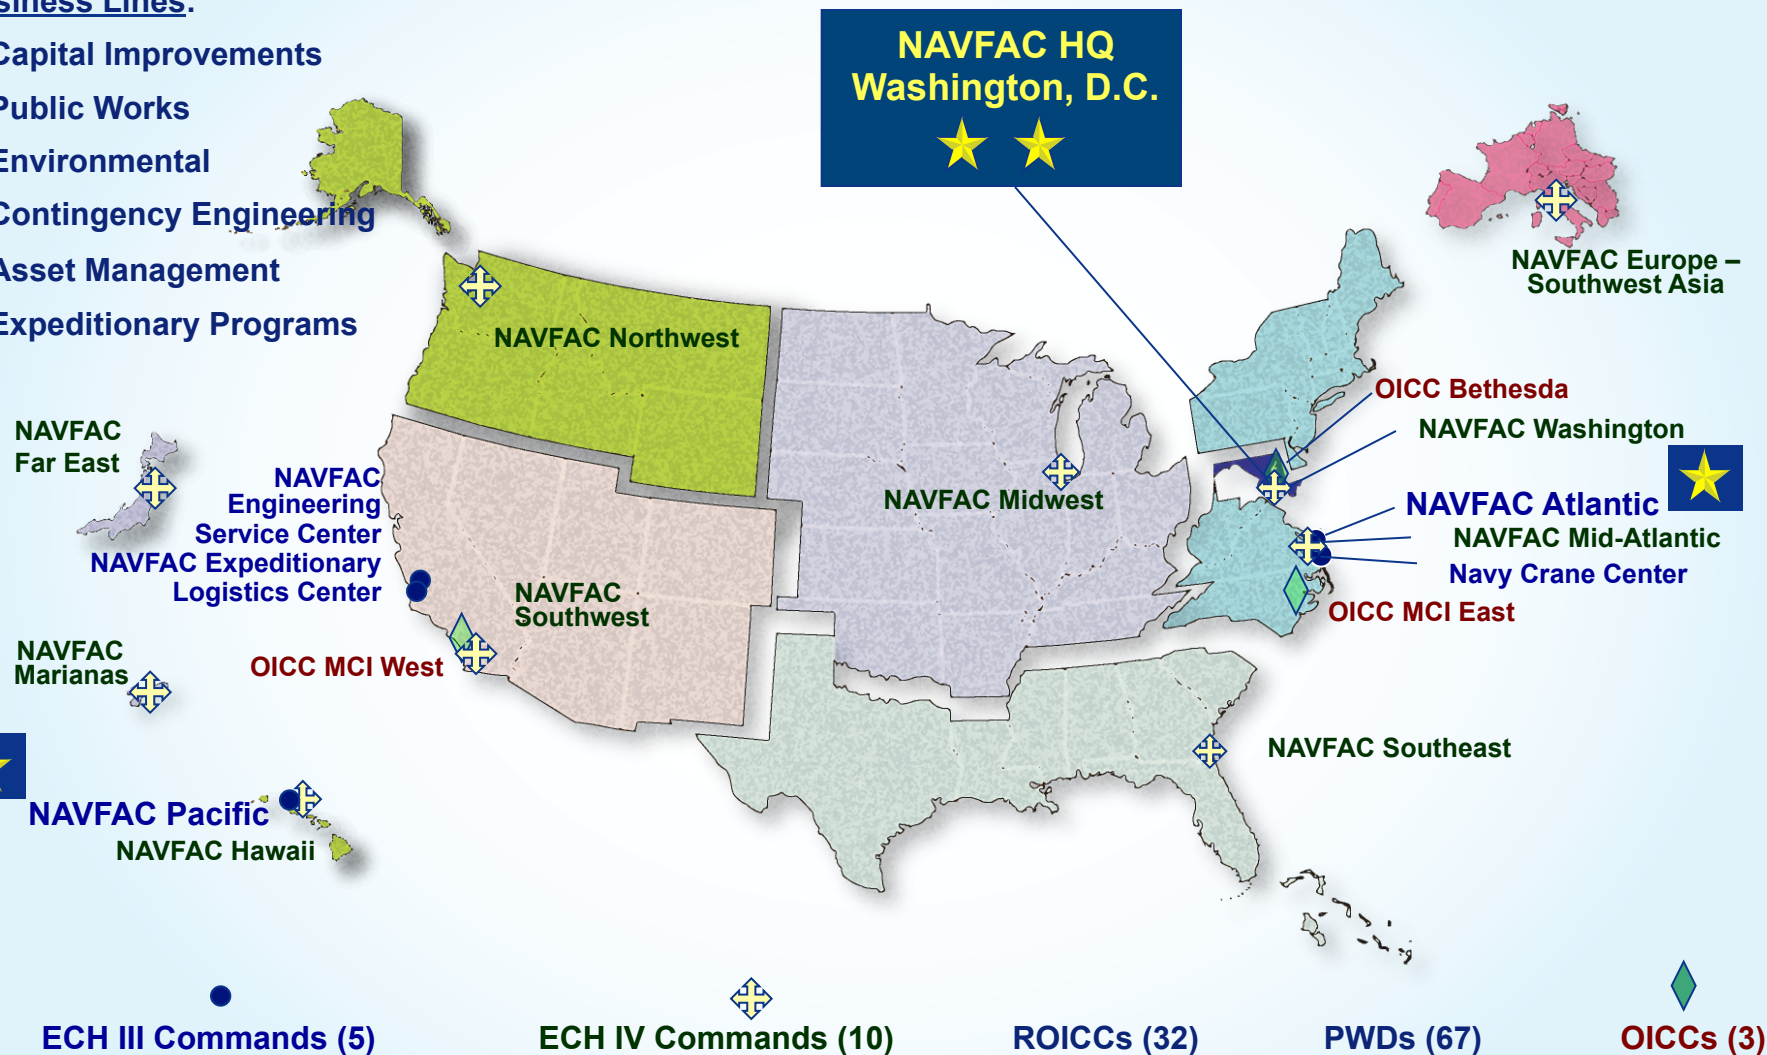 siness Lines:
Capital Improvements
Public Works
Environmental
Contingency Engineering
Asset Management
Expeditionary Programs
NAVFAC HQ
Washington, D.C.
NAVFAC Europe –
Southwest Asia
NAVFAC Northwest
OICC Bethesda
NAVFAC Washington
NAVFAC
Far East
NAVFAC
Engineering
Service Center
NAVFAC Expeditionary
Logistics Center
NAVFAC Midwest
NAVFAC Atlantic
NAVFAC Mid-Atlantic
Navy Crane Center
NAVFAC
Southwest
OICC MCI East
NAVFAC
Marianas
OICC MCI West
NAVFAC Southeast
NAVFAC Pacific
NAVFAC Hawaii
ECH III Commands (5)
ECH IV Commands (10)
ROICCs (32)
PWDs (67)
OICCs (3)